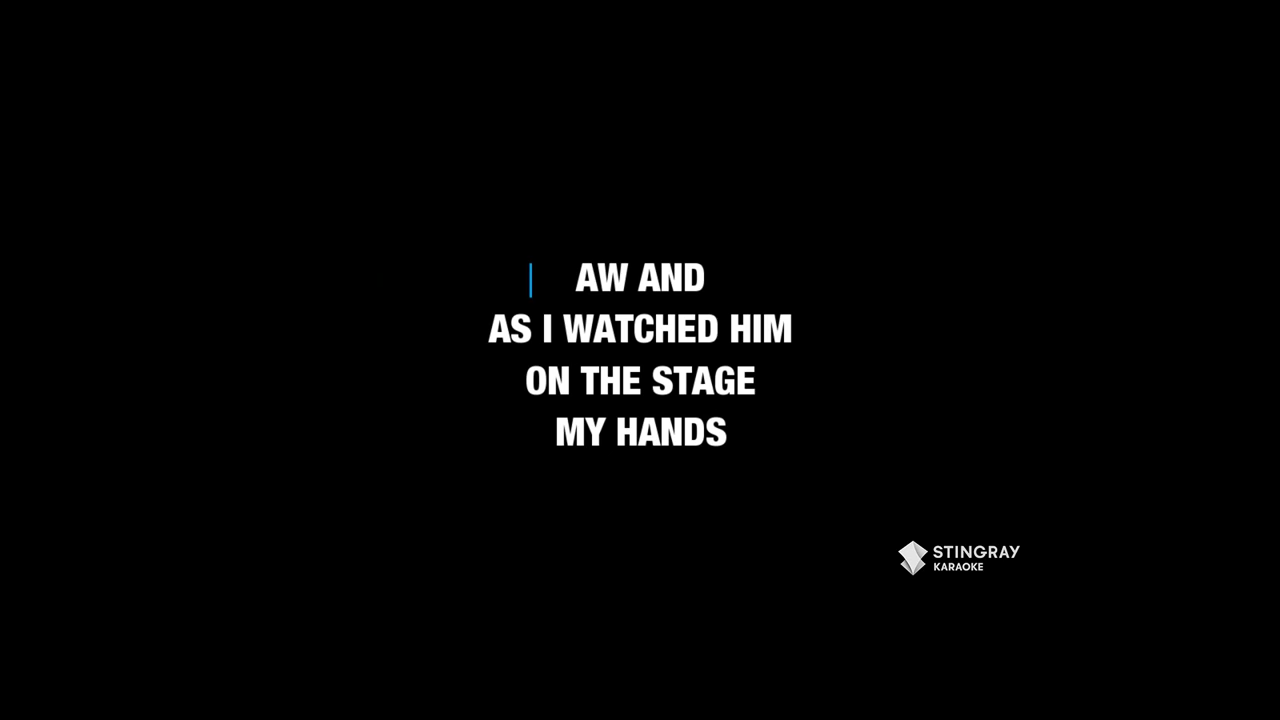 AW AND
AS I WATCHED HIM
ON THE STAGE
MY HANDS
STINGRAY
KARAOKE